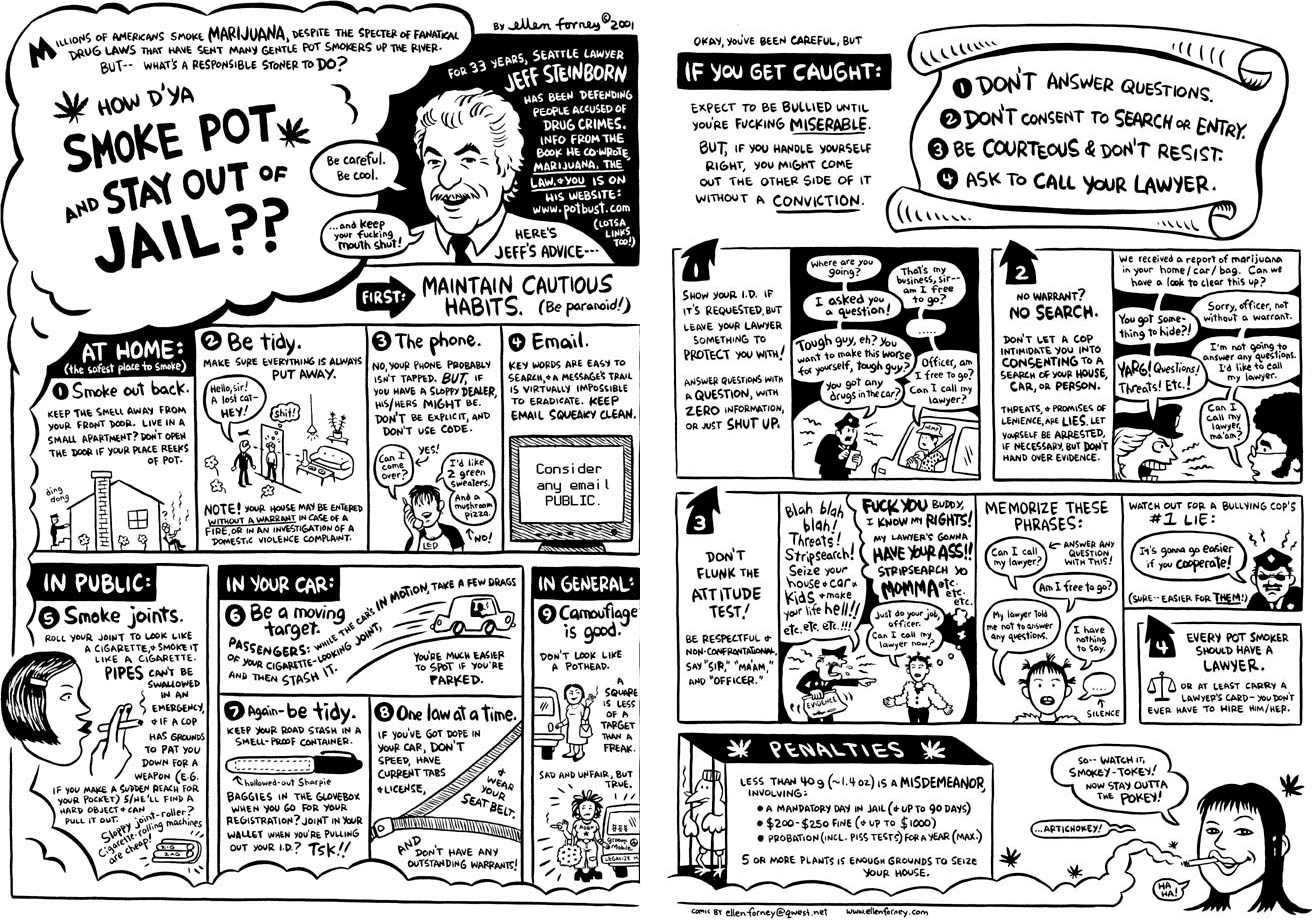 MILLIONS OF AMERICANS SMOKE MARIJUANA, DESPITE THE SPECTER OF FANATICAL
DRUG LAWS THAT HAVE SENT MANY GENTLE POT SMOKERS UP THE RIVER.
BUT-- WHAT'S A RESPONSIBLE STONER TO DO?
HOW D'YA
SMOKE POT
AND STAY OUT OF
JAIL??
BY ellen forney ©2001
FOR 33 YEARS, SEATTLE LAWYER
JEFF STEINBORN
HAS BEEN DEFENDING
PEOPLE ACCUSED OF
DRUG CRIMES.
INFO FROM THE
BOOK HE CO-WROTE,
MARIJUANA, THE
LAW, & YOU IS ON
HIS WEBSITE:
www.potbust.com
(LOTSA
LINKS
TOO!)
Be careful.
Be cool.
...and keep
your fucking
mouth shut!
HERE'S
JEFF'S ADVICE---
FIRST:
MAINTAIN CAUTIOUS
HABITS. (Be paranoid!)
AT HOME:
(the safest place to smoke)
1 Smoke out back.
KEEP THE SMELL AWAY FROM
YOUR FRONT DOOR. LIVE IN A
SMALL APARTMENT? DON'T OPEN
THE DOOR IF YOUR PLACE REEKS
OF POT.
ding
dong
2 Be tidy.
MAKE SURE EVERYTHING IS ALWAYS
PUT AWAY.
Hello, sir!
A lost cat--
HEY!
shit!
NOTE! YOUR HOUSE MAY BE ENTERED
WITHOUT A WARRANT IN CASE OF A
FIRE, OR IN AN INVESTIGATION OF A
DOMESTIC VIOLENCE COMPLAINT.
3 The phone.
NO, YOUR PHONE PROBABLY
ISN'T TAPPED. BUT, IF
YOU HAVE A SLOPPY DEALER,
HIS/HERS MIGHT BE.
DON'T BE EXPLICIT, AND
DON'T USE CODE.
Can I
come
over?
YES!
I'd like
2 green
sweaters.
And a
mushroom
pizza.
NO!
LED
4 Email.
KEY WORDS ARE EASY TO
SEARCH, & A MESSAGE'S TRAIL
IS VIRTUALLY IMPOSSIBLE
TO ERADICATE. KEEP
EMAIL SQUEAKY CLEAN.
Consider
any email
PUBLIC.
IN PUBLIC:
5 Smoke joints.
ROLL YOUR JOINT TO LOOK LIKE
A CIGARETTE, & SMOKE IT
LIKE A CIGARETTE.
PIPES CAN'T BE
SWALLOWED
IN AN
EMERGENCY,
& IF A COP
HAS GROUNDS
TO PAT YOU
DOWN FOR A
WEAPON (E.G.
IF YOU MAKE A SUDDEN REACH FOR
YOUR POCKET) S/HE'LL FIND A
HARD OBJECT & CAN
PULL IT OUT.
Sloppy joint-roller?
Cigarette-rolling machines
are cheap!
ZIG
ZAG
IN YOUR CAR:
6 Be a moving
target.
PASSENGERS: WHILE THE CAR'S IN MOTION, TAKE A FEW DRAGS
OF YOUR CIGARETTE-LOOKING JOINT,
AND THEN STASH IT.
YOU'RE MUCH EASIER
TO SPOT IF YOU'RE
PARKED.
7 Again-be tidy.
KEEP YOUR ROAD STASH IN A
SMELL-PROOF CONTAINER.
hollowed-out Sharpie
BAGGIES IN THE GLOVEBOX
WHEN YOU GO FOR YOUR
REGISTRATION? JOINT IN YOUR
WALLET WHEN YOU'RE PULLING
OUT YOUR I.D.? TSK!!
8 One law at a time.
IF YOU'VE GOT DOPE IN
YOUR CAR, DON'T
SPEED, HAVE
CURRENT TABS
& LICENSE,
& WEAR
YOUR
SEAT BELT.
AND
DON'T HAVE ANY
OUTSTANDING WARRANTS!
IN GENERAL:
9 Camouflage
is good.
DON'T LOOK LIKE
A POTHEAD.
A
SQUARE
IS LESS
OF A
TARGET
THAN A
FREAK.
SAD AND UNFAIR, BUT
TRUE.
LEGALIZE
OKAY, YOU'VE BEEN CAREFUL, BUT
IF YOU GET CAUGHT:
EXPECT TO BE BULLIED UNTIL
YOU'RE FUCKING MISERABLE.
BUT, IF YOU HANDLE YOURSELF
RIGHT, YOU MIGHT COME
OUT THE OTHER SIDE OF IT
WITHOUT A CONVICTION.
1 DON'T ANSWER QUESTIONS.
2 DON'T CONSENT TO SEARCH OR ENTRY.
3 BE COURTEOUS & DON'T RESIST.
4 ASK TO CALL YOUR LAWYER.
1
SHOW YOUR I.D. IF
IT'S REQUESTED, BUT
LEAVE YOUR LAWYER
SOMETHING TO
PROTECT YOU WITH!
ANSWER QUESTIONS WITH
A QUESTION, WITH
ZERO INFORMATION,
OR JUST SHUT UP.
Where are you
going?
That's my
business, sir--
am I free
to go?
I asked you
a question!
.....
Tough guy, eh? You
want to make this worse
for yourself, tough guy?
Officer, am
I free to go?
Can I call my
lawyer?
You got any
drugs in the car?
2
NO WARRANT?
NO SEARCH.
DON'T LET A COP
INTIMIDATE YOU INTO
CONSENTING TO A
SEARCH OF YOUR HOUSE,
CAR, OR PERSON.
THREATS, & PROMISES OF
LENIENCE, ARE LIES. LET
YOURSELF BE ARRESTED,
IF NECESSARY, BUT DON'T
HAND OVER EVIDENCE.
We received a report of marijuana
in your home/car/bag. Can we
have a look to clear this up?
Sorry, officer, not
without a warrant.
You got some-
thing to hide?!
I'm not going to
answer any questions.
I'd like to call
my lawyer.
YARG! Questions!
Threats! Etc.!
Can I
call my
lawyer,
ma'am?
3
DON'T
FLUNK THE
ATTITUDE
TEST!
BE RESPECTFUL &
NON-CONFRONTATIONAL.
SAY "SIR," "MA'AM,"
AND "OFFICER."
Blah blah
blah!
Threats!
Stripsearch!
Seize your
house & car &
kids, & make
your life hell!!
etc. etc. etc.!!!
FUCK YOU BUDDY,
I KNOW MY RIGHTS!
MY LAWYER'S GONNA
HAVE YOUR ASS!!
STRIPSEARCH YO
MOMMA etc.
etc.
etc.
Just do your job,
officer.
Can I call my
lawyer now?
EVIDENCE
MEMORIZE THESE
PHRASES:
Can I call
my lawyer?
ANSWER ANY
QUESTION
WITH THIS!
Am I free to go?
My lawyer told
me not to answer
any questions.
I have
nothing
to say.
....
SILENCE
WATCH OUT FOR A BULLYING COP'S
#1 LIE:
It's gonna go easier
if you cooperate!
(SURE--EASIER FOR THEM!)
4
EVERY POT SMOKER
SHOULD HAVE A
LAWYER.
OR AT LEAST CARRY A
LAWYER'S CARD-YOU DON'T
EVER HAVE TO HIRE HIM/HER.
PENALTIES
LESS THAN 40g (~1.4 oz) IS A MISDEMEANOR,
INVOLVING:
• A MANDATORY DAY IN JAIL (& UP TO 90 DAYS)
• $200-$250 FINE (& UP TO $1000)
• PROBATION (INCL. PISS TESTS) FOR A YEAR (MAX.)
5 OR MORE PLANTS IS ENOUGH GROUNDS TO SEIZE
YOUR HOUSE.
SO-- WATCH IT,
SMOKEY-TOKEY!
NOW STAY OUTTA
THE POKEY!
...ARTICHOKEY!
HA
HA!
COMIC BY ellen-forney@qwest.net www.ellenforney.com